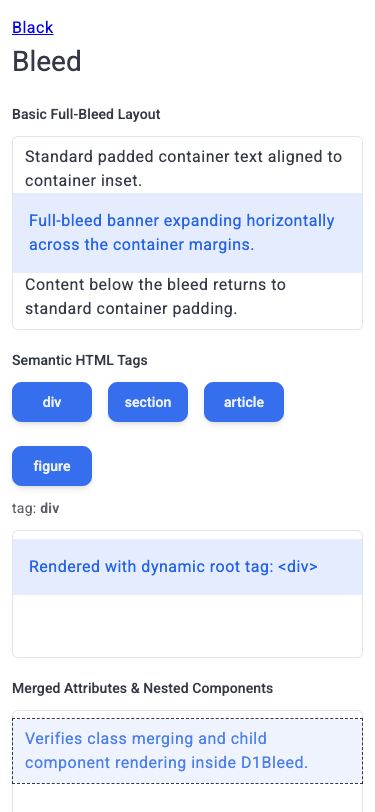 Black
Bleed
Basic Full-Bleed Layout
Standard padded container text aligned to
container inset.
Full-bleed banner expanding horizontally
across the container margins.
Content below the bleed returns to
standard container padding.
Semantic HTML Tags
div
section
article
figure
tag: div
Rendered with dynamic root tag: <div>
Merged Attributes & Nested Components
Verifies class merging and child
component rendering inside D1Bleed.